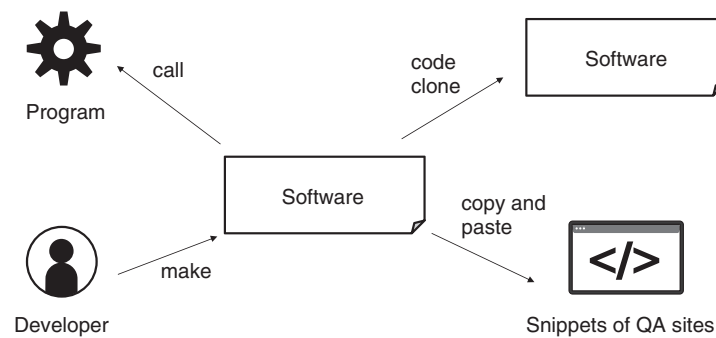 call
Program
code
clone
Software
Software
copy and
paste
</>
make
Developer
Snippets of QA sites